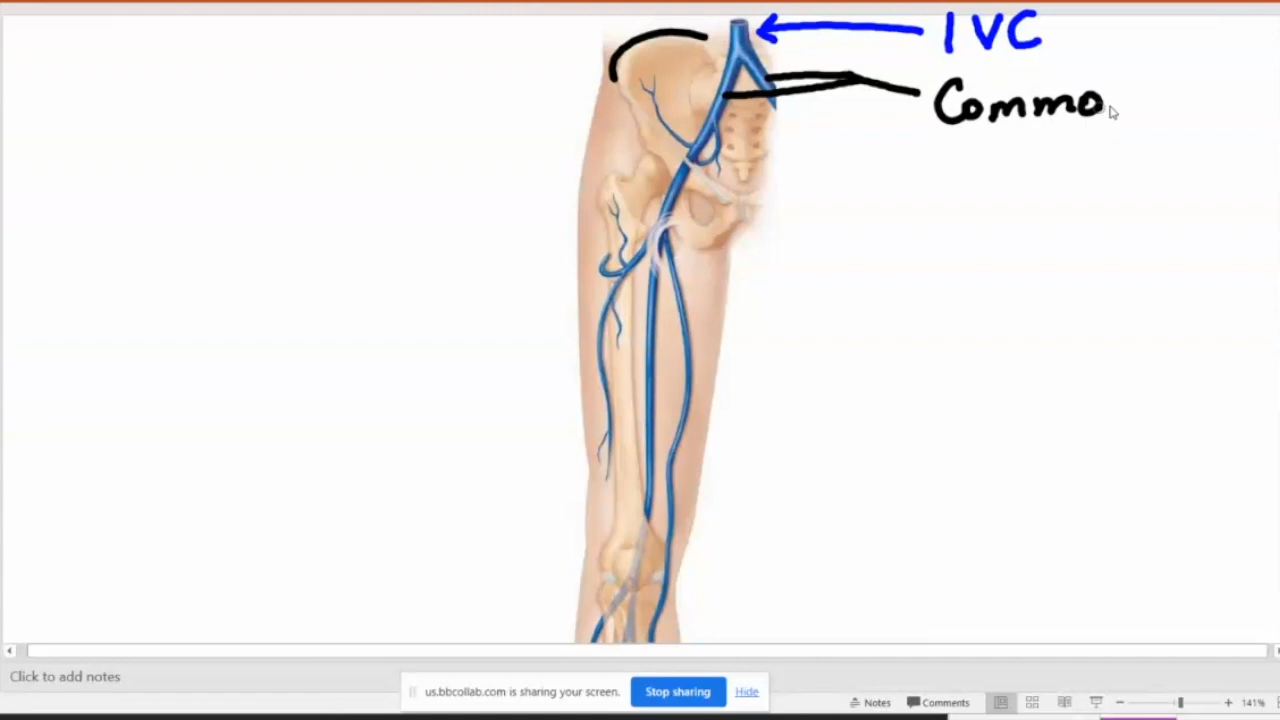 IVC
Commo
Click to add notes
us.bbcollab.com is sharing your screen. Stop sharing Hide
Notes Comments 141%